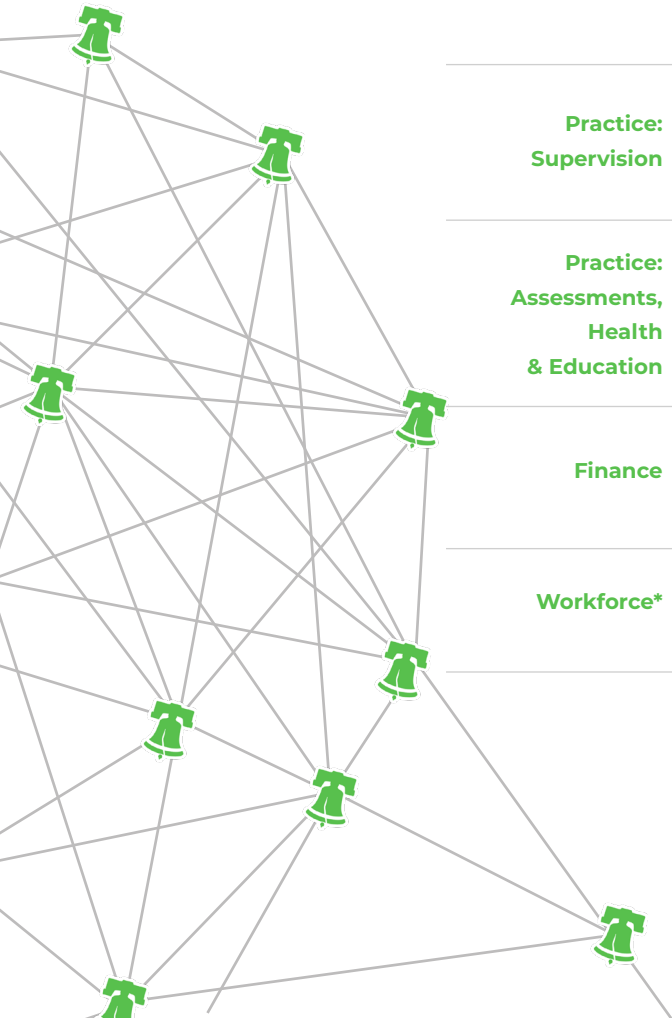 Practice:
Supervision
Practice:
Assessments,
Health
& Education
Finance
Workforce*